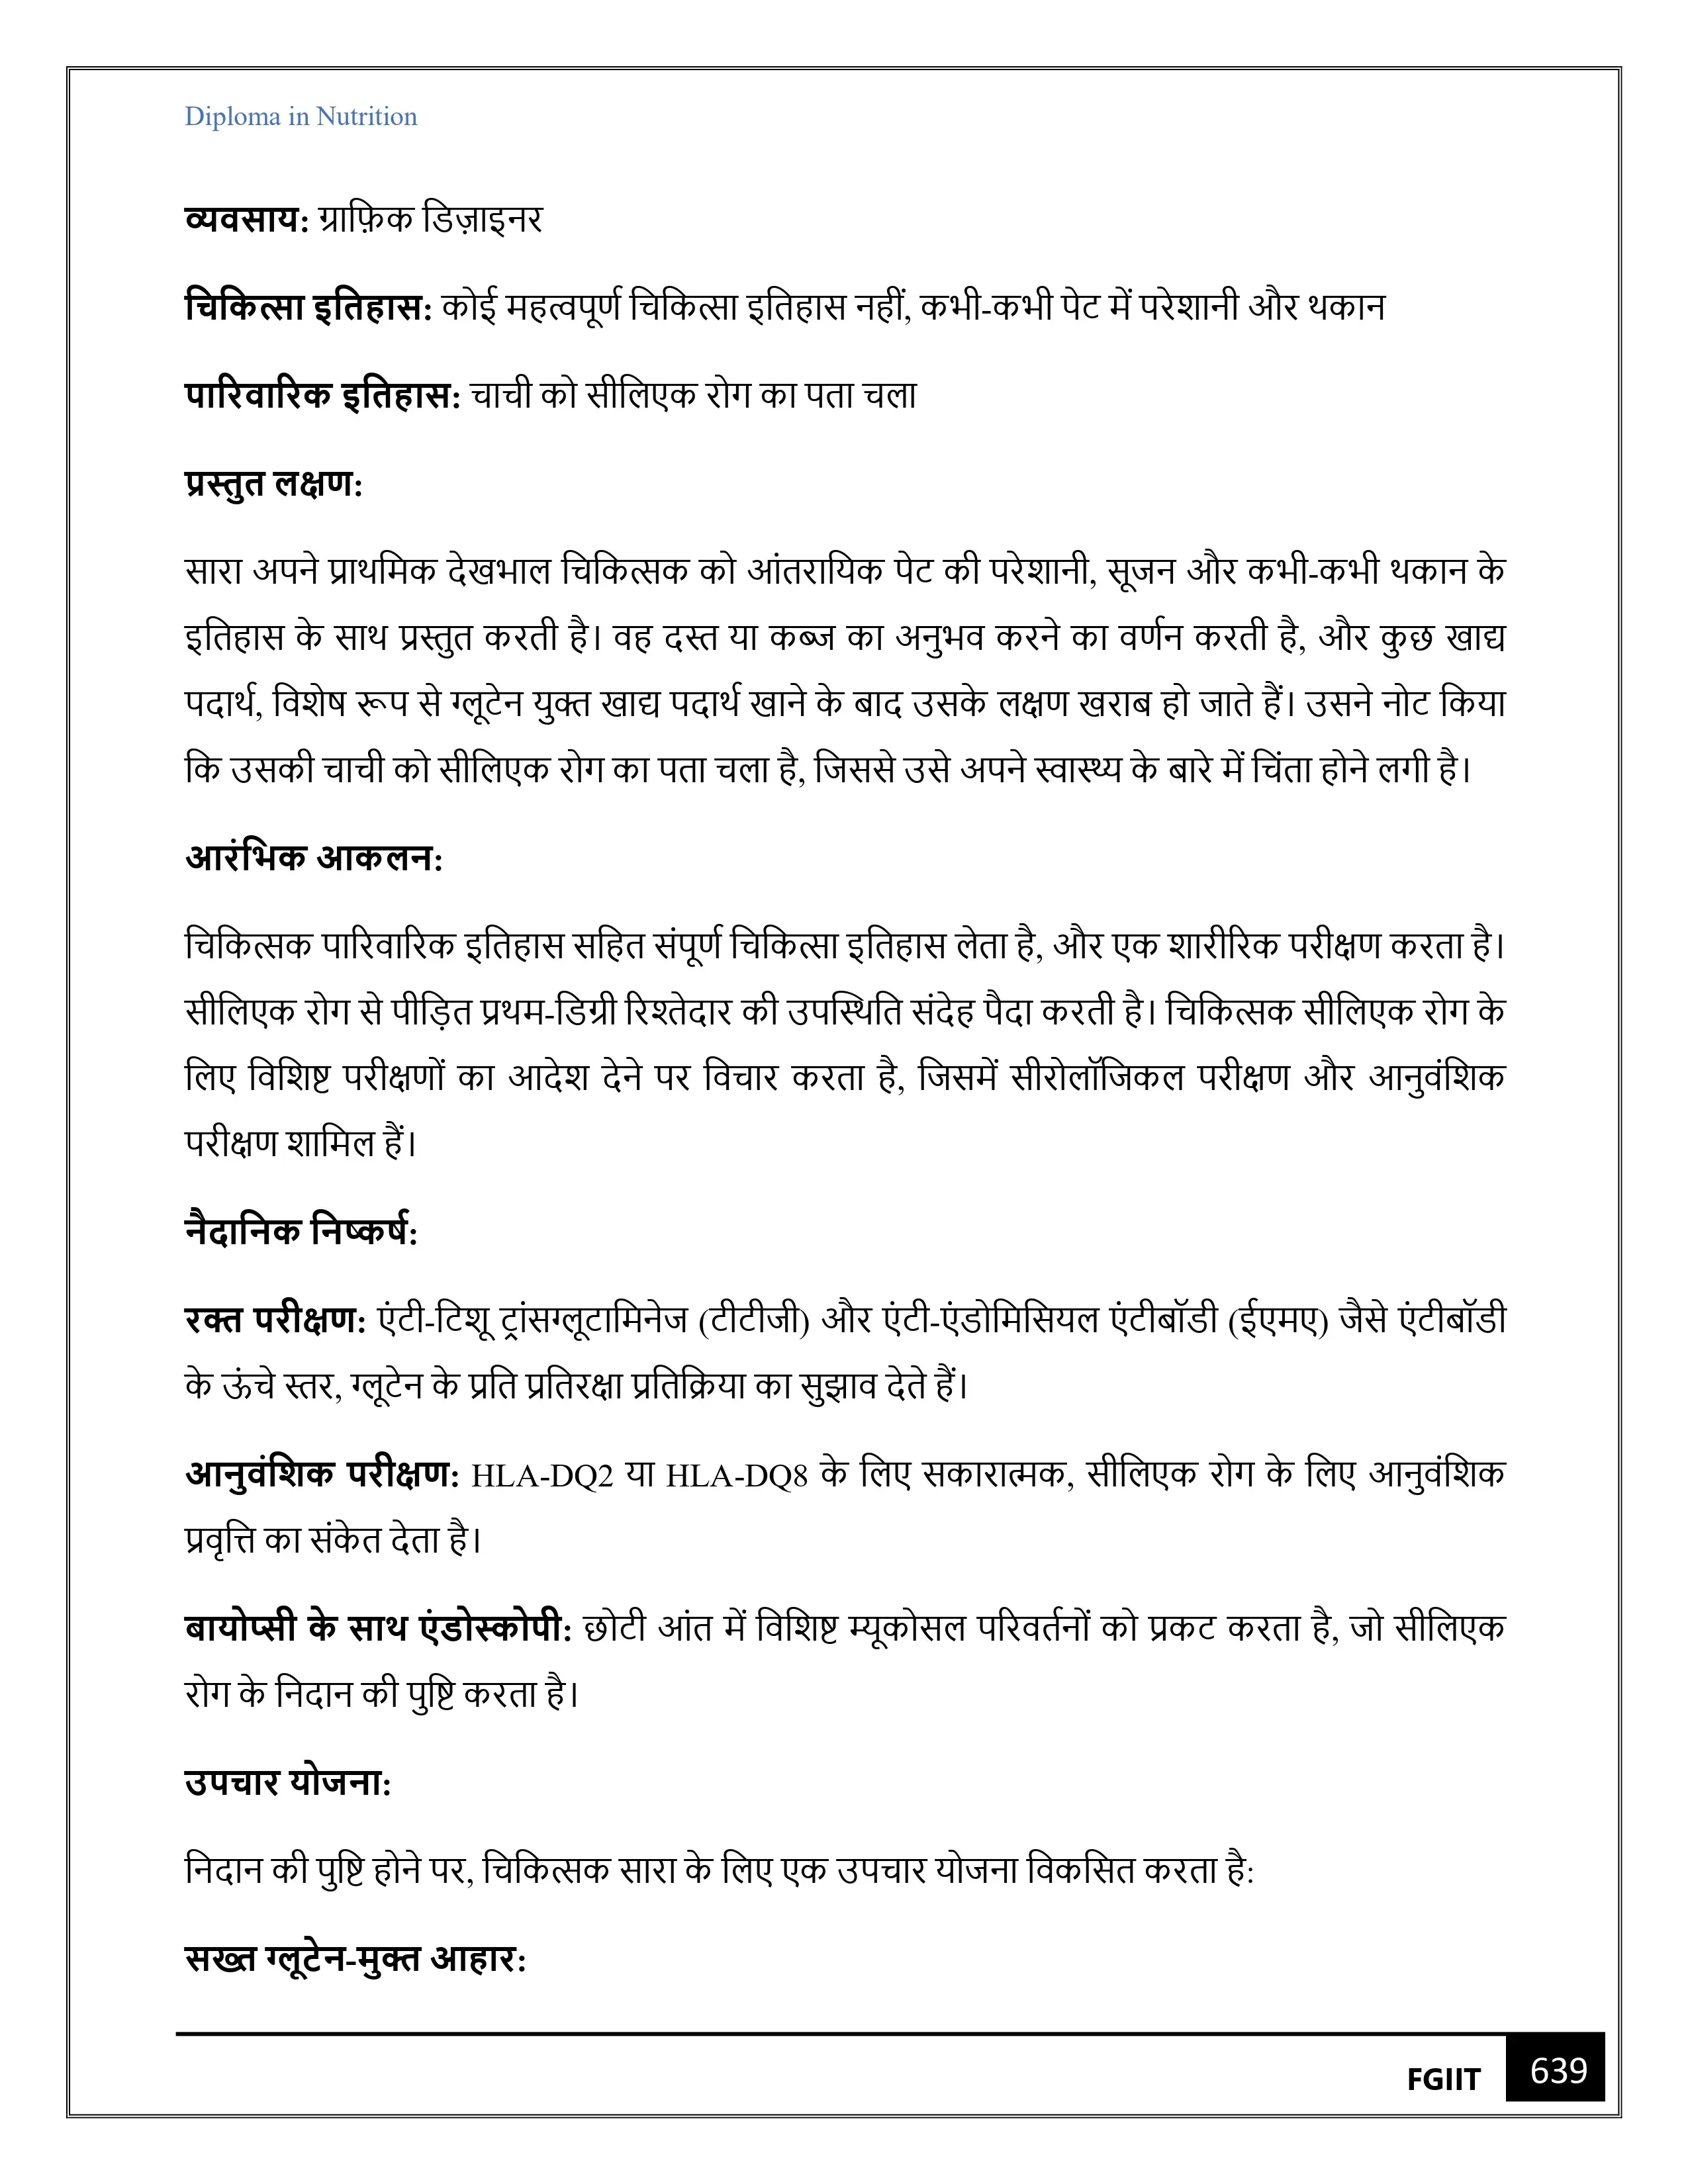 Diploma in Nutrition
व्यवसाय: ग्राफ़िक डिज़ाइनर
चिकित्सा इतिहास: कोई महत्वपूर्ण चिकित्सा इतिहास नहीं, कभी-कभी पेट में परेशानी और थकान
पारिवारिक इतिहास: चाची को सीलिएक रोग का पता चला
प्रस्तुत लक्षण:
सारा अपने प्राथमिक देखभाल चिकित्सक को आंतरायिक पेट की परेशानी, सूजन और कभी-कभी थकान के
इतिहास के साथ प्रस्तुत करती है। वह दस्त या कब्ज का अनुभव करने का वर्णन करती है, और कुछ खाद्य
पदार्थ, विशेष रूप से ग्लूटेन युक्त खाद्य पदार्थ खाने के बाद उसके लक्षण खराब हो जाते हैं। उसने नोट किया
कि उसकी चाची को सीलिएक रोग का पता चला है, जिससे उसे अपने स्वास्थ्य के बारे में चिंता होने लगी है।
आरंभिक आकलन:
चिकित्सक पारिवारिक इतिहास सहित संपूर्ण चिकित्सा इतिहास लेता है, और एक शारीरिक परीक्षण करता है।
सीलिएक रोग से पीड़ित प्रथम-डिग्री रिश्तेदार की उपस्थिति संदेह पैदा करती है। चिकित्सक सीलिएक रोग के
लिए विशिष्ट परीक्षणों का आदेश देने पर विचार करता है, जिसमें सीरोलॉजिकल परीक्षण और आनुवंशिक
परीक्षण शामिल हैं।
नैदानिक निष्कर्ष:
रक्त परीक्षण: एंटी-टिशू ट्रांसग्लूटामिनेज (टीटीजी) और एंटी-एंडोमिसियल एंटीबॉडी (ईएमए) जैसे एंटीबॉडी
के ऊंचे स्तर, ग्लूटेन के प्रति प्रतिरक्षा प्रतिक्रिया का सुझाव देते हैं।
आनुवंशिक परीक्षण: HLA-DQ2 या HLA-DQ8 के लिए सकारात्मक, सीलिएक रोग के लिए आनुवंशिक
प्रवृत्ति का संकेत देता है।
बायोप्सी के साथ एंडोस्कोपी: छोटी आंत में विशिष्ट म्यूकोसल परिवर्तनों को प्रकट करता है, जो सीलिएक
रोग के निदान की पुष्टि करता है।
उपचार योजना:
निदान की पुष्टि होने पर, चिकित्सक सारा के लिए एक उपचार योजना विकसित करता है:
सख्त ग्लूटेन-मुक्त आहार:
FGIIT 639